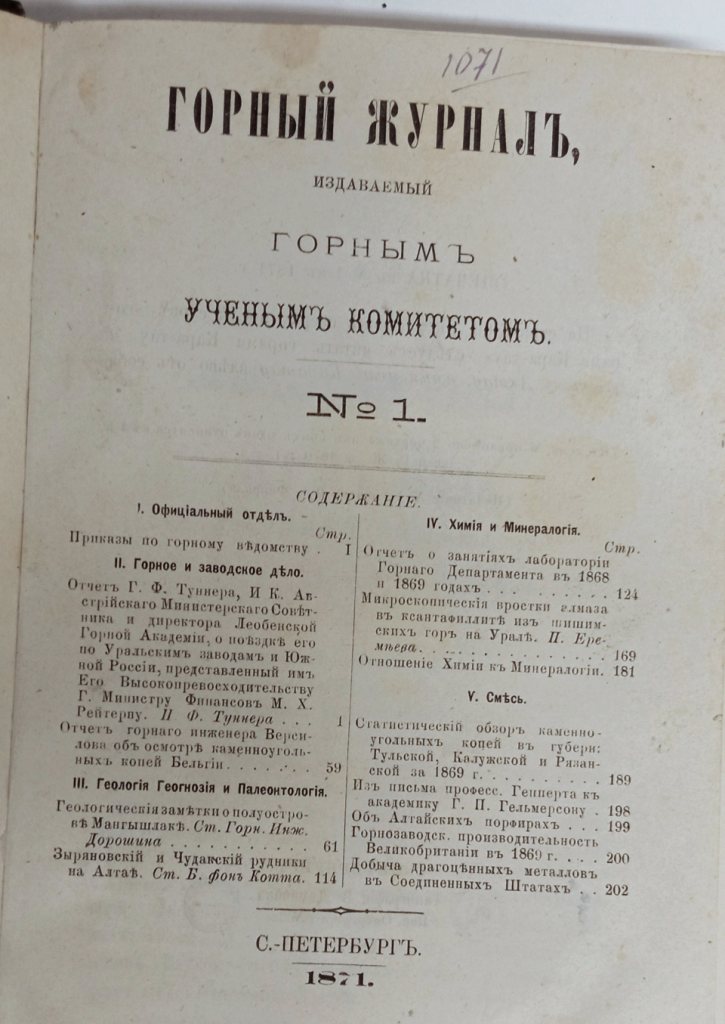 1071
ГОРНЫЙ ЖУРНАЛЪ,
ИЗДАВАЕМЫЙ
ГОРНЫМЪ
УЧЕНЫМЪ КОМИТЕТОМЪ.
№ 1.
СОДЕРЖАНІЕ.
I. Офиціальный отдѣлъ.
Стр.
Приказы по горному вѣдомству . I
II. Горное и заводское дѣло.
Отчетъ Г. Ф. Туннера, И К. Ав-
стрійскаго Министерскаго Совѣт-
ника и директора Леобенской
Горной Академіи, о поѣздкѣ его
по Уральскимъ заводамъ и Юж-
ной Россіи, представленный имъ
Его Высокопревосходительству
Г. Министру Финансовъ М. Х.
Рейтерну. П Ф. Туннера . . . 1
Отчетъ горнаго инженера Верси-
лова объ осмотрѣ каменноуголь-
ныхъ копей Бельгіи. . . . . . . . 59
III. Геологія Геогнозія и Палеонтологія.
Геологическія замѣтки о полуостро-
вѣ Мангышлакѣ. Ст. Горн. Инж.
Дорошина . . . . . . . . . . . 61
Зыряновскій и Чудакскій рудники
на Алтаѣ. Ст. Б. фонъ Котта. 114
IV. Химія и Минералогія.
Стр.
Отчетъ о занятіяхъ лабораторіи
Горнаго Департамента въ 1868
и 1869 годахъ . . . . . . . . . 124
Микроскопическія вростки алмаза
въ ксантафиллитѣ изъ шишим-
скихъ горъ на Уралѣ. П. Ере-
мѣева. . . . . . . . . . . . . . 169
Отношеніе Химіи къ Минералогіи. 181
V. Смѣсь.
Статистическій обзоръ каменно-
угольныхъ копей въ губерн:
Тульской, Калужской и Рязан-
ской за 1869 г. . . . . . . . . . 189
Изъ письма професс. Гепперта къ
академику Г. П. Гельмерсону . 198
Объ Алтайскихъ порфирахъ . . . 199
Горнозаводск. производительность
Великобританіи въ 1869 г. . . . 200
Добыча драгоцѣнныхъ металловъ
въ Соединенныхъ Штатахъ . . 202
С.-ПЕТЕРБУРГЪ.
1871.